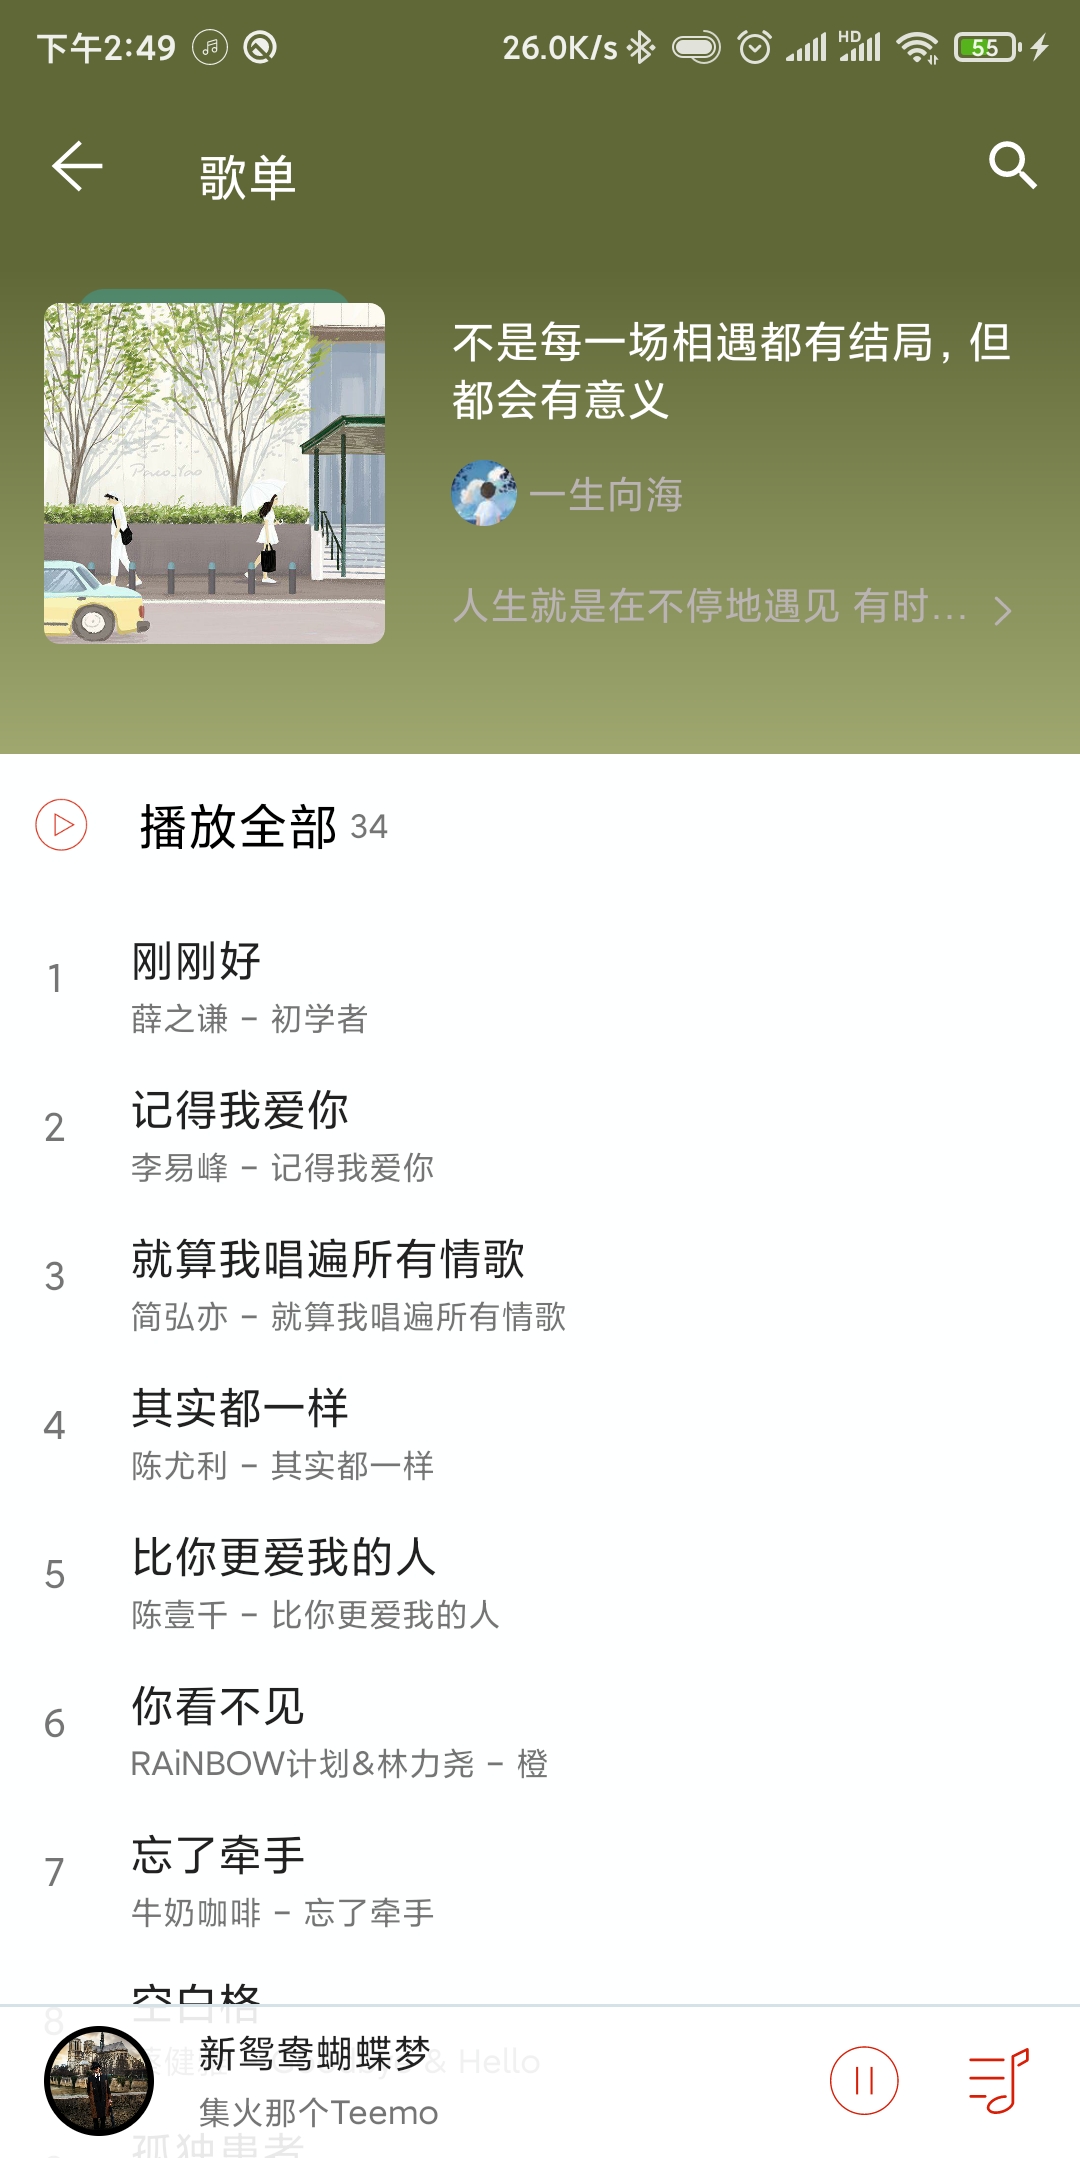 下午2:49
26.0K/s
HD
55
歌单
Paco_Yao
不是每一场相遇都有结局，但
都会有意义
一生向海
人生就是在不停地遇见 有时...
播放全部 34
1
刚刚好
薛之谦 – 初学者
2
记得我爱你
李易峰 – 记得我爱你
3
就算我唱遍所有情歌
简弘亦 – 就算我唱遍所有情歌
4
其实都一样
陈尤利 – 其实都一样
5
比你更爱我的人
陈壹千 – 比你更爱我的人
6
你看不见
RAiNBOW计划&林力尧 – 橙
7
忘了牵手
牛奶咖啡 – 忘了牵手
8
空白格
& Hello
新鸳鸯蝴蝶梦
集火那个Teemo
孤独患者